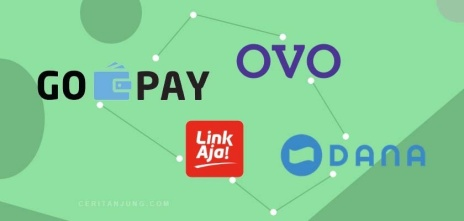 OVO
GO PAY
Link
Aja!
DANA
CERITANJUNG.COM